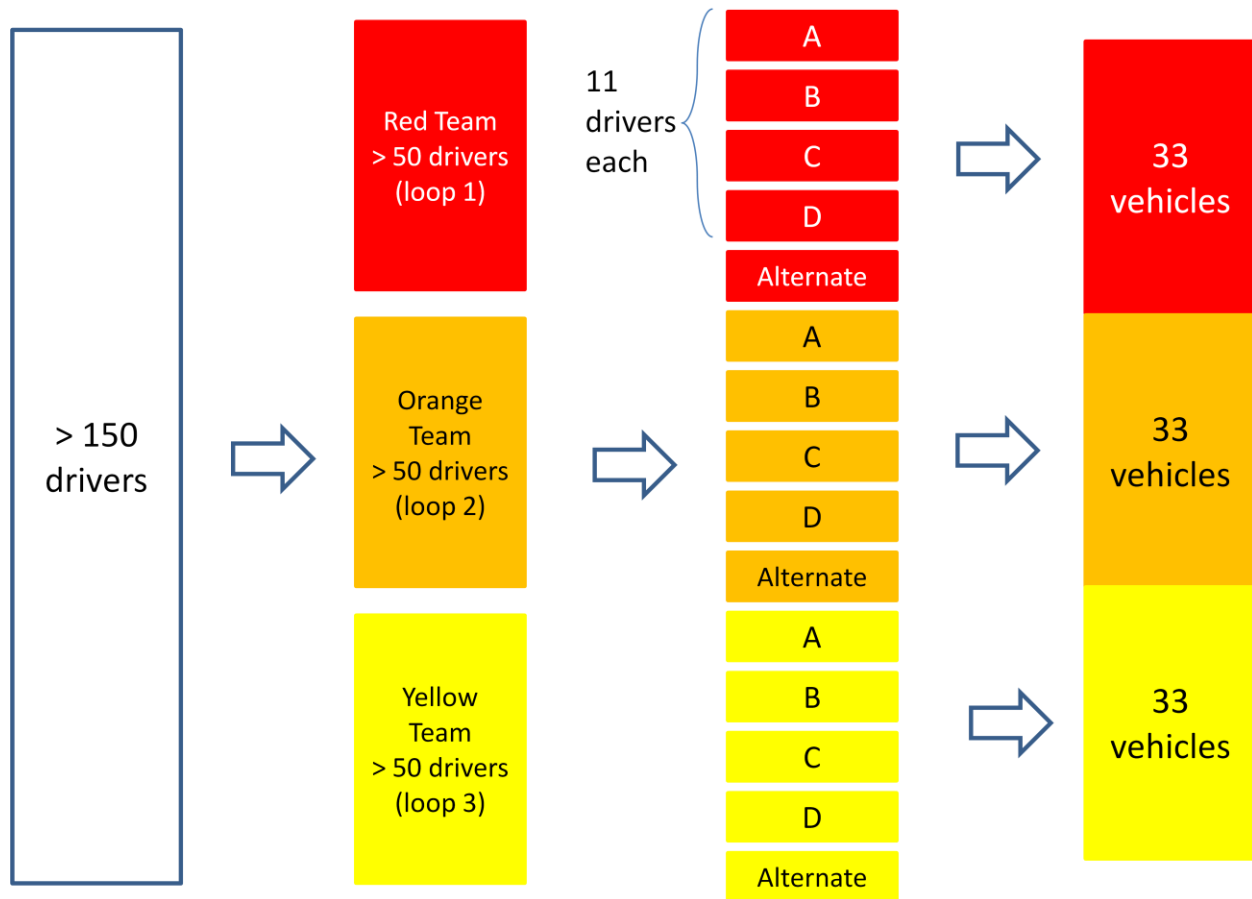 > 150
drivers
Red Team
> 50 drivers
(loop 1)
Orange
Team
> 50 drivers
(loop 2)
Yellow
Team
> 50 drivers
(loop 3)
11
drivers
each
A
B
C
D
Alternate
A
B
C
D
Alternate
A
B
C
D
Alternate
33
vehicles
33
vehicles
33
vehicles